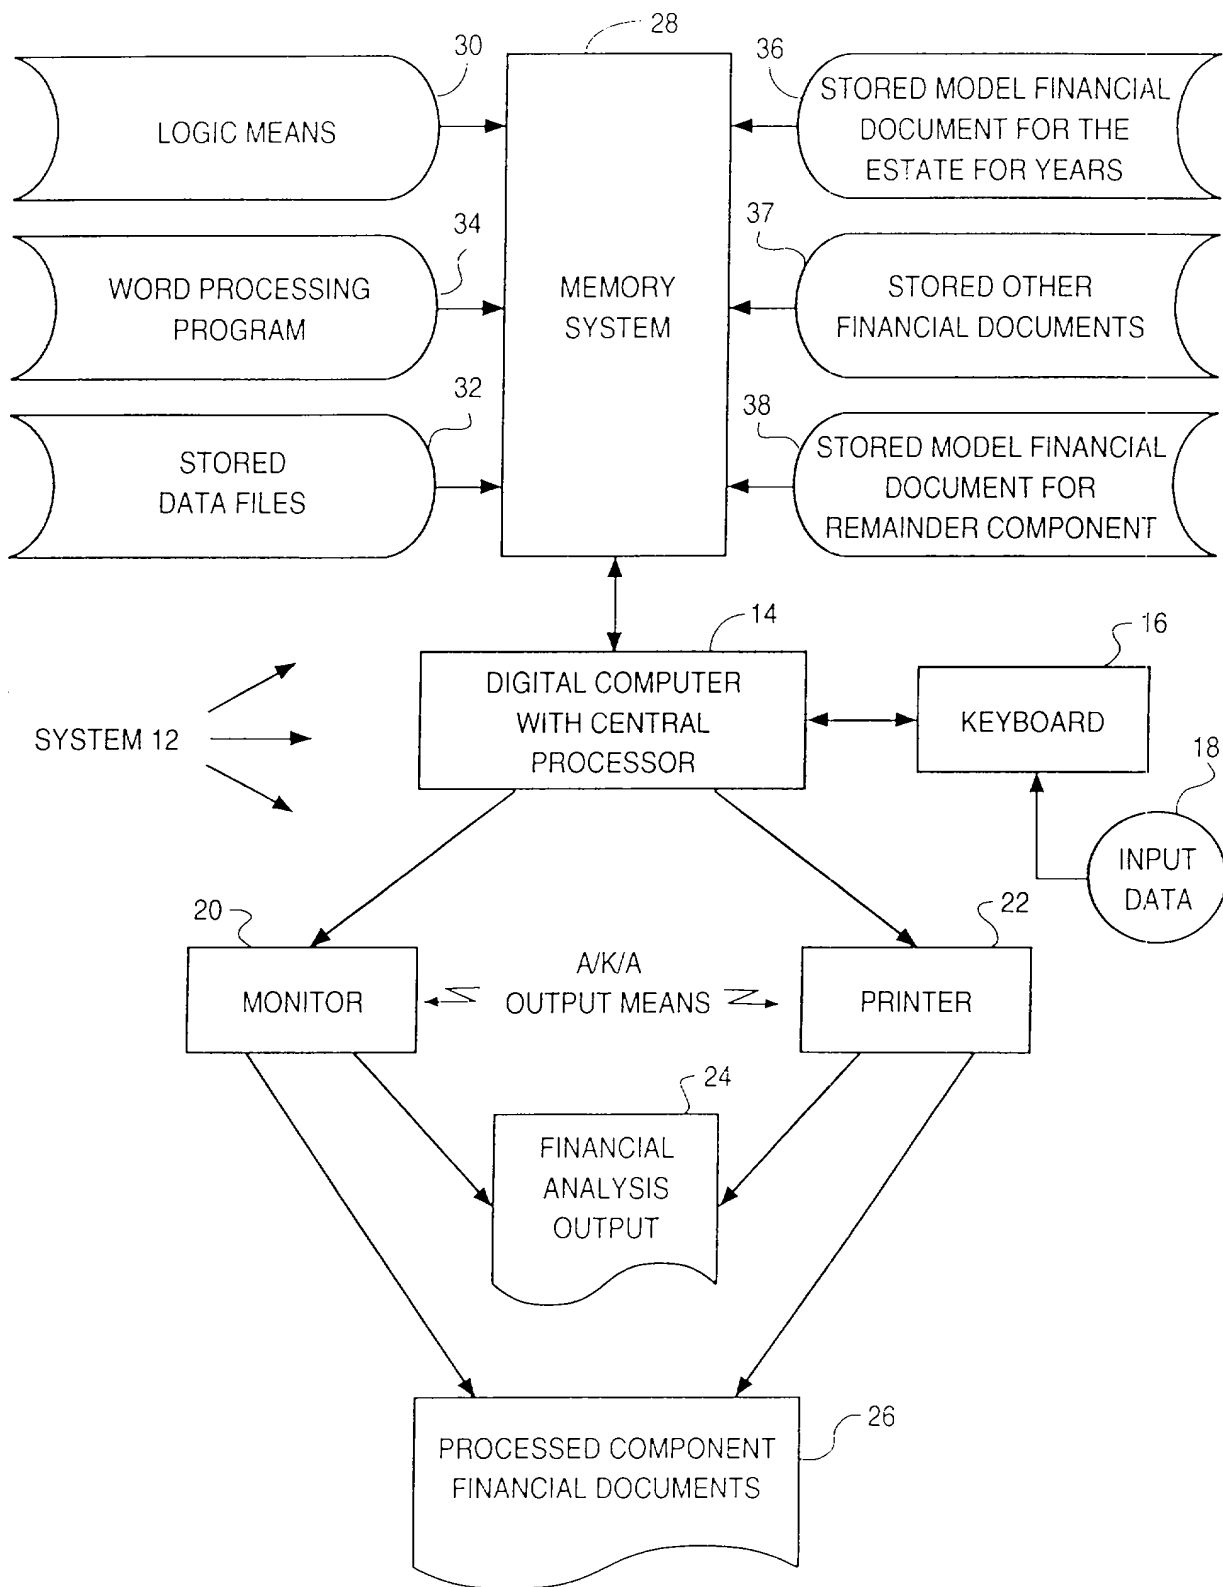 28
30
36
LOGIC MEANS
STORED MODEL FINANCIAL
DOCUMENT FOR THE
ESTATE FOR YEARS
34
37
WORD PROCESSING
PROGRAM
MEMORY
SYSTEM
STORED OTHER
FINANCIAL DOCUMENTS
32
38
STORED
DATA FILES
STORED MODEL FINANCIAL
DOCUMENT FOR
REMAINDER COMPONENT
14
16
DIGITAL COMPUTER
WITH CENTRAL
PROCESSOR
KEYBOARD
SYSTEM 12
18
INPUT
DATA
20
22
MONITOR
A/K/A
OUTPUT MEANS
PRINTER
24
FINANCIAL
ANALYSIS
OUTPUT
26
PROCESSED COMPONENT
FINANCIAL DOCUMENTS